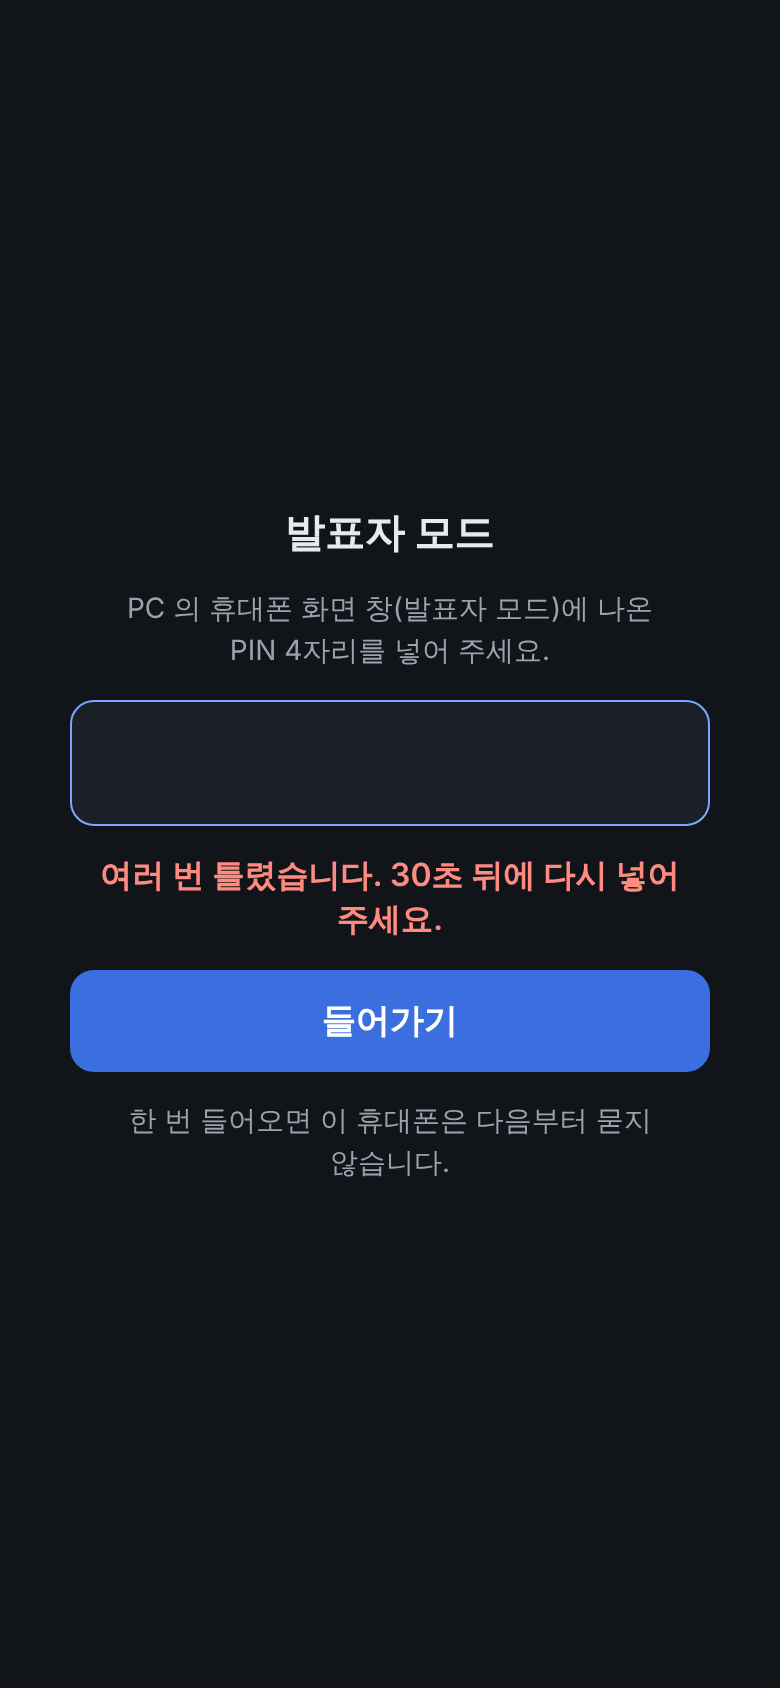 발표자 모드
PC 의 휴대폰 화면 창(발표자 모드)에 나온
PIN 4자리를 넣어 주세요.
여러 번 틀렸습니다. 30초 뒤에 다시 넣어
주세요.
들어가기
한 번 들어오면 이 휴대폰은 다음부터 묻지
않습니다.